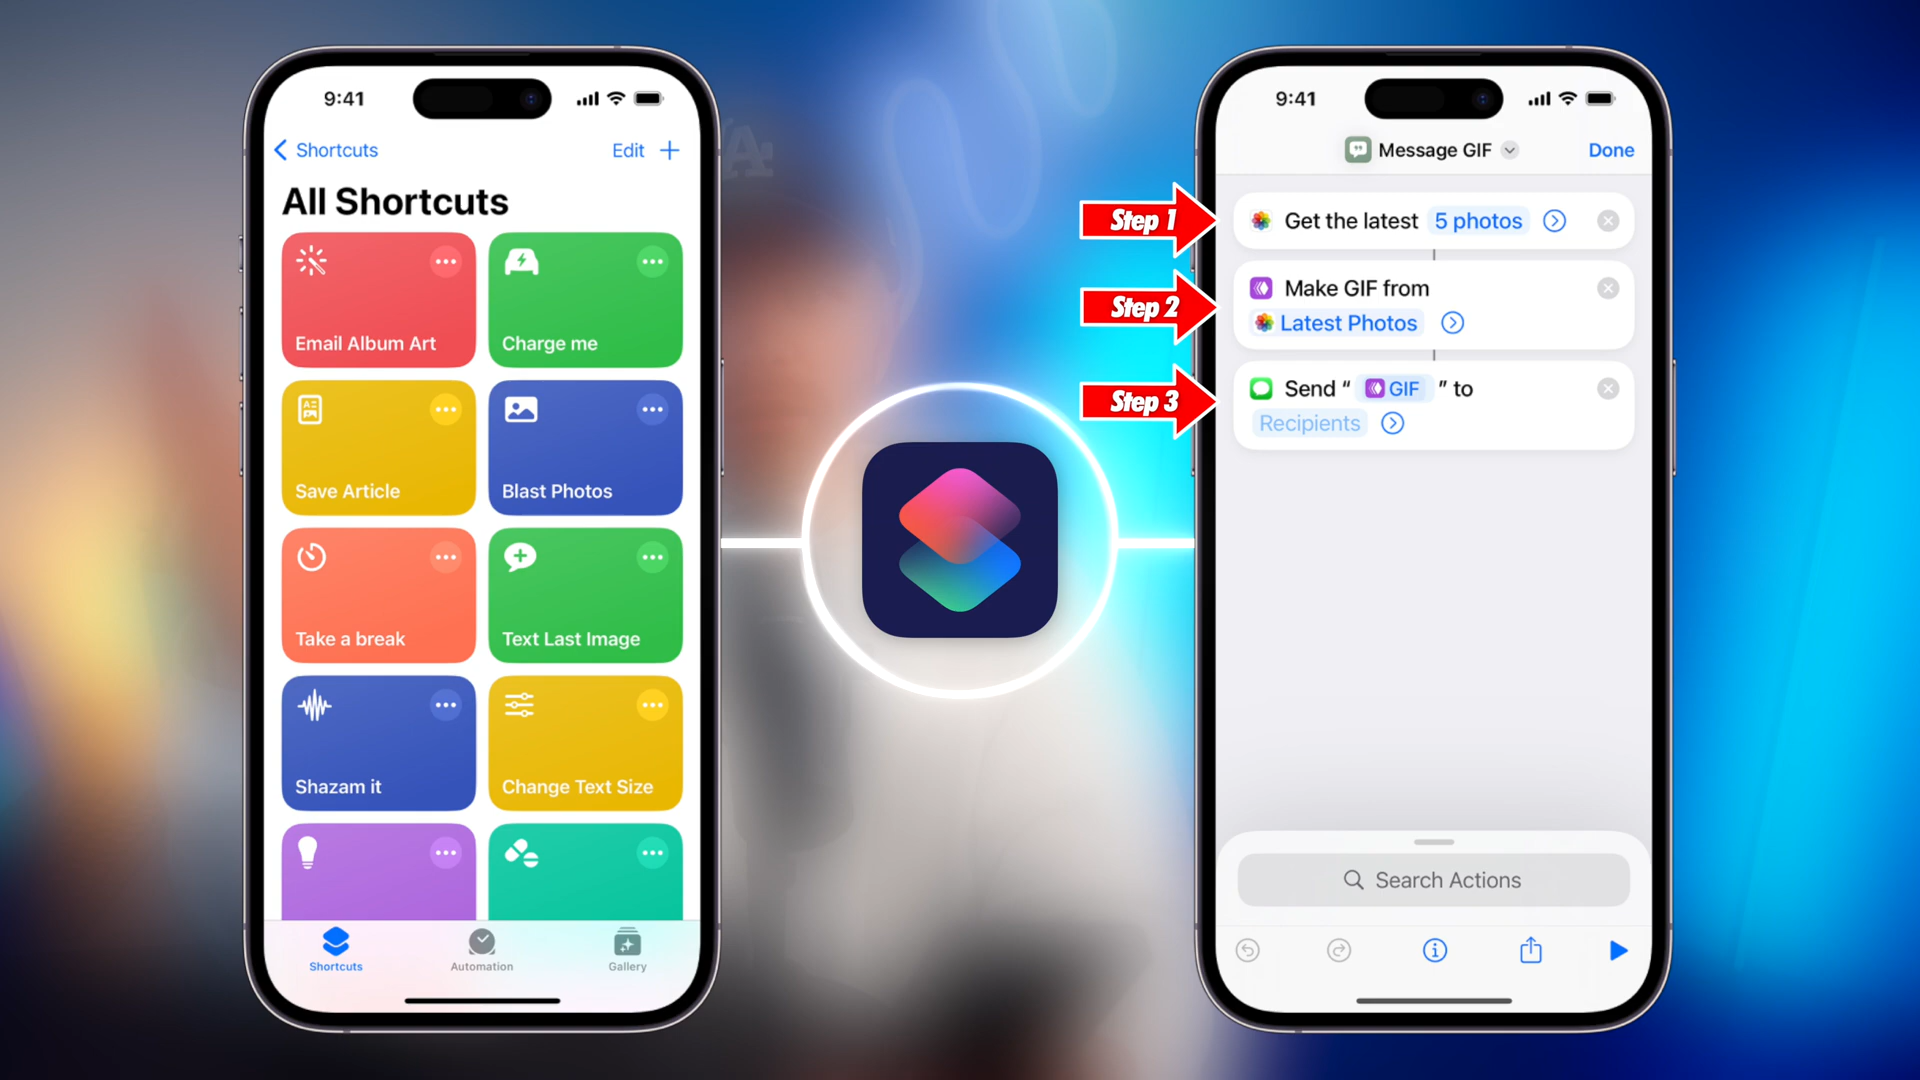 9:41
Shortcuts
Edit
All Shortcuts
Email Album Art
Charge me
Save Article
Blast Photos
Take a break
Text Last Image
Shazam it
Change Text Size
Shortcuts
Automation
Gallery
9:41
Message GIF
Done
Step 1
Get the latest 5 photos
Step 2
Make GIF from
Latest Photos
Step 3
Send “ GIF ” to
Recipients
Search Actions